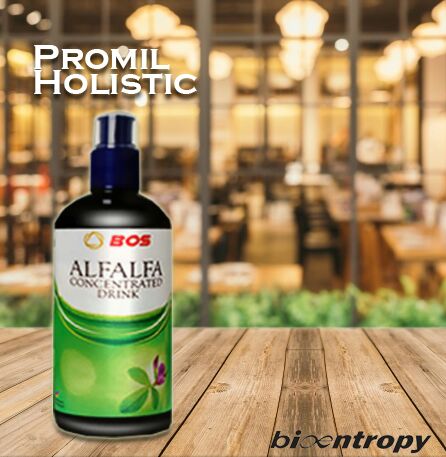 PROMIL
HOLISTIC
BOS
ALFALFA
CONCENTRATED
DRINK
bioentropy